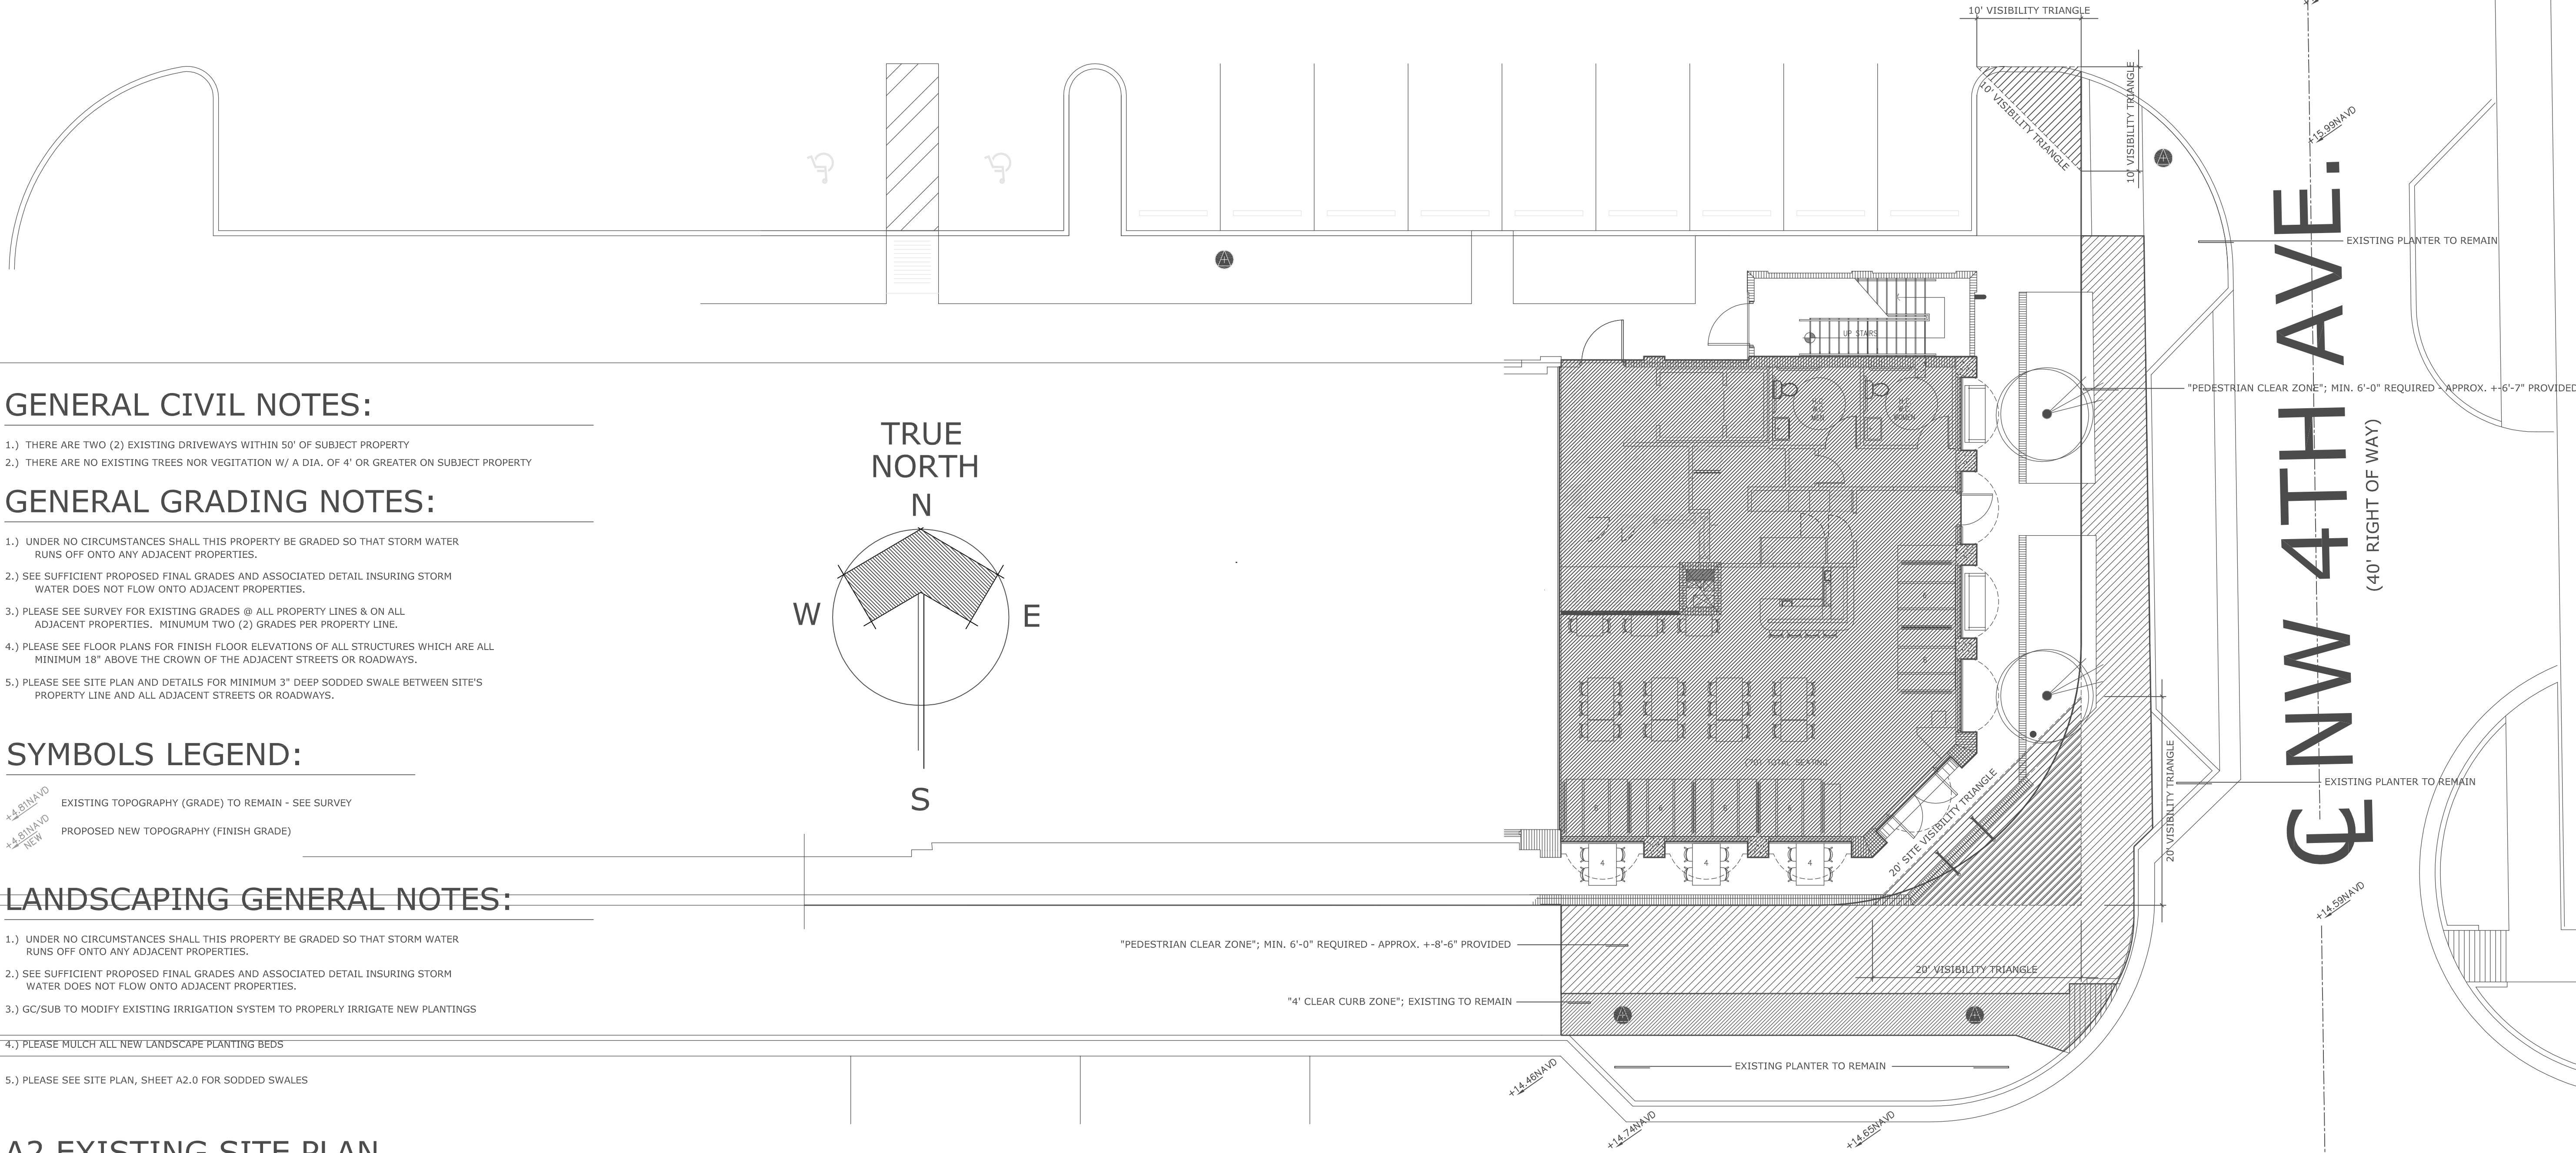 10' VISIBILITY TRIANGLE
10' VISIBILITY TRIANGLE
10' VISIBILITY TRIANGLE
+15.99NAVD
EXISTING PLANTER TO REMAIN
UP STAIRS
"PEDESTRIAN CLEAR ZONE"; MIN. 6'-0" REQUIRED - APPROX. +-6'-7" PROVIDED
H.C.
W.C.
MEN
H.C.
W.C.
WOMEN
NW 4TH AVE.
(40' RIGHT OF WAY)
GENERAL CIVIL NOTES:
1.) THERE ARE TWO (2) EXISTING DRIVEWAYS WITHIN 50' OF SUBJECT PROPERTY
2.) THERE ARE NO EXISTING TREES NOR VEGITATION W/ A DIA. OF 4' OR GREATER ON SUBJECT PROPERTY
GENERAL GRADING NOTES:
1.) UNDER NO CIRCUMSTANCES SHALL THIS PROPERTY BE GRADED SO THAT STORM WATER
RUNS OFF ONTO ANY ADJACENT PROPERTIES.
2.) SEE SUFFICIENT PROPOSED FINAL GRADES AND ASSOCIATED DETAIL INSURING STORM
WATER DOES NOT FLOW ONTO ADJACENT PROPERTIES.
3.) PLEASE SEE SURVEY FOR EXISTING GRADES @ ALL PROPERTY LINES & ON ALL
ADJACENT PROPERTIES. MINUMUM TWO (2) GRADES PER PROPERTY LINE.
4.) PLEASE SEE FLOOR PLANS FOR FINISH FLOOR ELEVATIONS OF ALL STRUCTURES WHICH ARE ALL
MINIMUM 18" ABOVE THE CROWN OF THE ADJACENT STREETS OR ROADWAYS.
5.) PLEASE SEE SITE PLAN AND DETAILS FOR MINIMUM 3" DEEP SODDED SWALE BETWEEN SITE'S
PROPERTY LINE AND ALL ADJACENT STREETS OR ROADWAYS.
TRUE
NORTH
N
W
E
S
6
6
(70) TOTAL SEATING
6
6
6
6
4
4
4
20' SITE VISIBILITY TRIANGLE
20' VISIBILITY TRIANGLE
EXISTING PLANTER TO REMAIN
CL
+14.59NAVD
SYMBOLS LEGEND:
+4.81NAVD
EXISTING TOPOGRAPHY (GRADE) TO REMAIN - SEE SURVEY
+4.81NAVD
NEW
PROPOSED NEW TOPOGRAPHY (FINISH GRADE)
LANDSCAPING GENERAL NOTES:
1.) UNDER NO CIRCUMSTANCES SHALL THIS PROPERTY BE GRADED SO THAT STORM WATER
RUNS OFF ONTO ANY ADJACENT PROPERTIES.
2.) SEE SUFFICIENT PROPOSED FINAL GRADES AND ASSOCIATED DETAIL INSURING STORM
WATER DOES NOT FLOW ONTO ADJACENT PROPERTIES.
3.) GC/SUB TO MODIFY EXISTING IRRIGATION SYSTEM TO PROPERLY IRRIGATE NEW PLANTINGS
4.) PLEASE MULCH ALL NEW LANDSCAPE PLANTING BEDS
5.) PLEASE SEE SITE PLAN, SHEET A2.0 FOR SODDED SWALES
"PEDESTRIAN CLEAR ZONE"; MIN. 6'-0" REQUIRED - APPROX. +-8'-6" PROVIDED
20' VISIBILITY TRIANGLE
"4' CLEAR CURB ZONE"; EXISTING TO REMAIN
EXISTING PLANTER TO REMAIN
+14.46NAVD
+14.74NAVD
+14.65NAVD
A2 EXISTING SITE PLAN